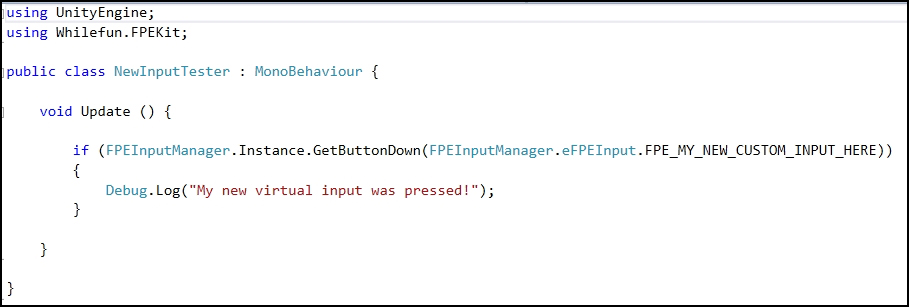 using UnityEngine;
using Whilefun.FPEKit;
public class NewInputTester : MonoBehaviour {
void Update () {
if (FPEInputManager.Instance.GetButtonDown(FPEInputManager.eFPEInput.FPE_MY_NEW_CUSTOM_INPUT_HERE))
{
Debug.Log("My new virtual input was pressed!");
}
}
}